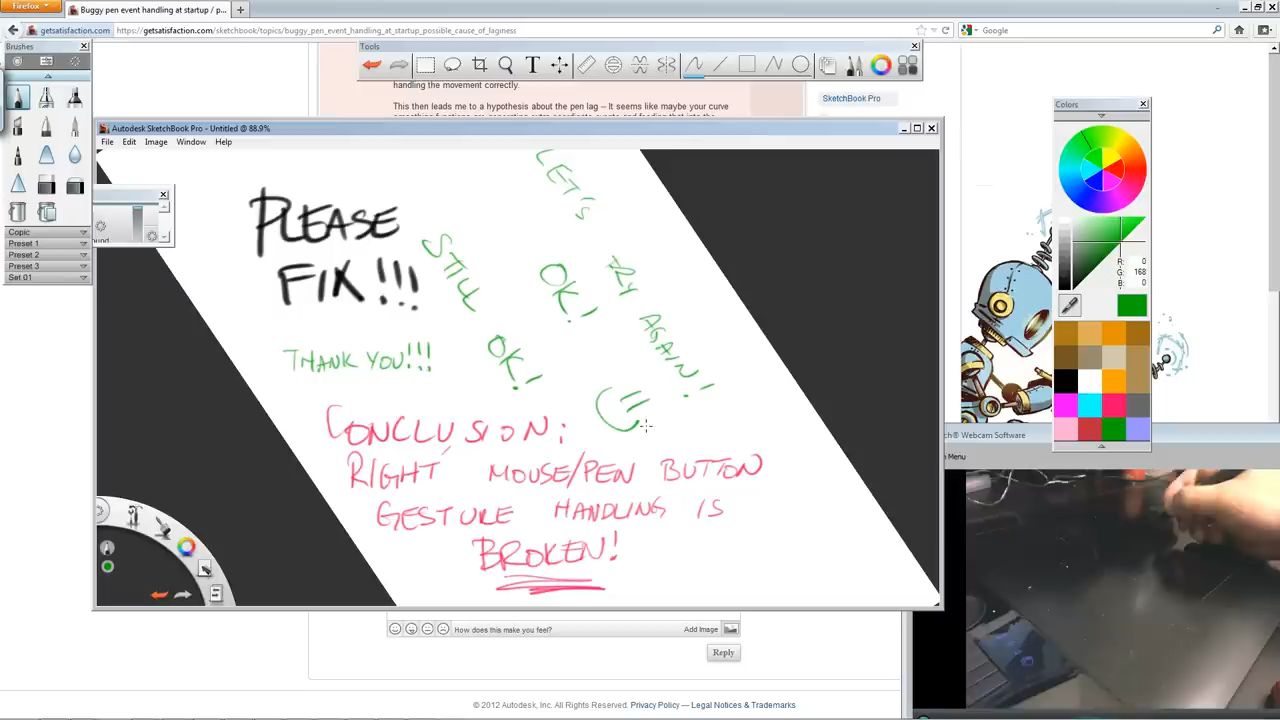 Firefox
Buggy pen event handling at startup / p...
getsatisfaction.com
https://getsatisfaction.com/sketchbook/topics/buggy_pen_event_handling_at_startup_possible_cause_of_lagness
Google
Brushes
Tools
handling the movement correctly.
This then leads me to a hypothesis about the pen lag – It seems like maybe your curve
SketchBook Pro
Autodesk SketchBook Pro - Untitled @ 88.9%
File Edit Image Window Help
Copic
Preset 1
Preset 2
Preset 3
Set 01
PLEASE
FIX!!!
THANK YOU!!!
STILL
OK!
OK!
LET'S
TRY
AGAIN!
CONCLUSION:
RIGHT MOUSE/PEN BUTTON
GESTURE HANDLING IS
BROKEN!
Colors
R: 0
G: 168
B: 0
Webcam Software
Menu
How does this make you feel?
Add Image
Reply
© 2012 Autodesk, Inc. All Rights Reserved. Privacy Policy — Legal Notices & Trademarks